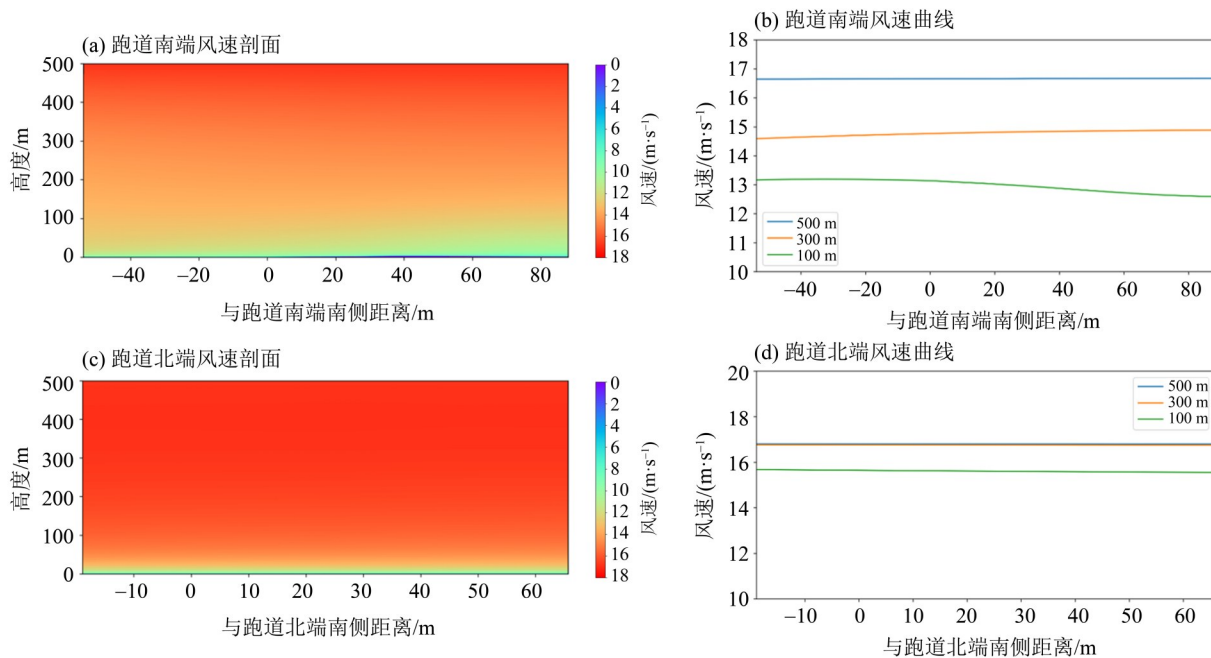 (a) 跑道南端风速剖面
500
400
300
200
100
0
高度/m
–40 –20 0 20 40 60 80
与跑道南端南侧距离/m
0
2
4
6
8
10
12
14
16
18
风速/(m·s⁻¹)
(b) 跑道南端风速曲线
18
17
16
15
14
13
12
11
10
风速/(m·s⁻¹)
500 m
300 m
100 m
–40 –20 0 20 40 60 80
与跑道南端南侧距离/m
(c) 跑道北端风速剖面
500
400
300
200
100
0
高度/m
–10 0 10 20 30 40 50 60
与跑道北端南侧距离/m
0
2
4
6
8
10
12
14
16
18
风速/(m·s⁻¹)
(d) 跑道北端风速曲线
20
18
16
14
12
10
风速/(m·s⁻¹)
500 m
300 m
100 m
–10 0 10 20 30 40 50 60
与跑道北端南侧距离/m